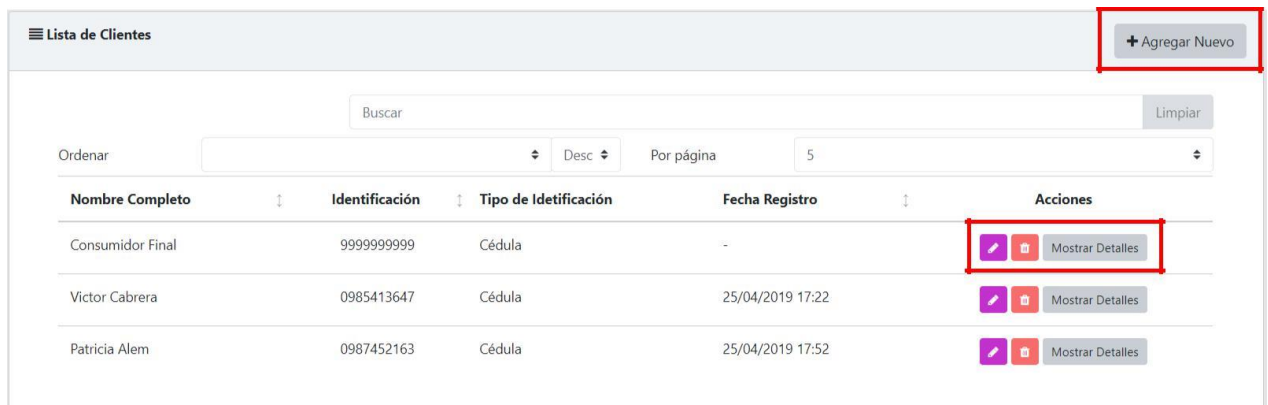 Lista de Clientes
+ Agregar Nuevo
Buscar Limpiar
Ordenar Desc Por página 5
Nombre Completo Identificación Tipo de Idetificación Fecha Registro Acciones
Consumidor Final 9999999999 Cédula - Mostrar Detalles
Victor Cabrera 0985413647 Cédula 25/04/2019 17:22 Mostrar Detalles
Patricia Alem 0987452163 Cédula 25/04/2019 17:52 Mostrar Detalles